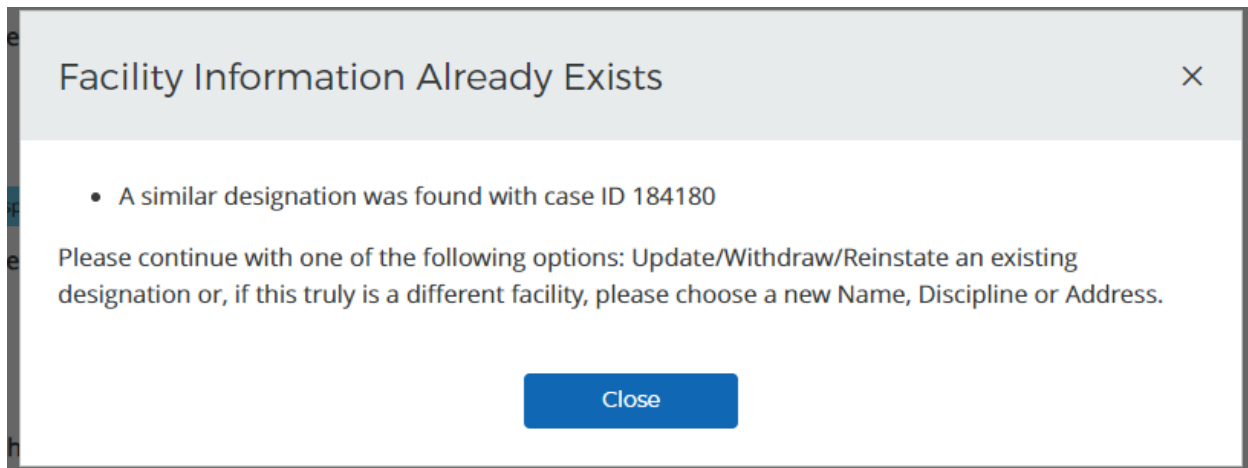 Facility Information Already Exists
• A similar designation was found with case ID 184180
Please continue with one of the following options: Update/Withdraw/Reinstate an existing
designation or, if this truly is a different facility, please choose a new Name, Discipline or Address.
Close